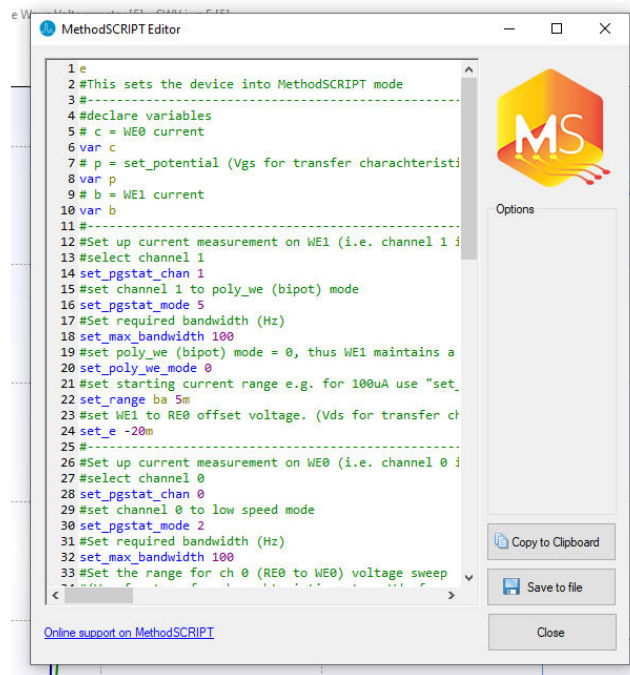 MethodSCRIPT Editor
1 e
2 #This sets the device into MethodSCRIPT mode
3 #---------------------------------------------------
4 #declare variables
5 # c = WE0 current
6 var c
7 # p = set_potential (Vgs for transfer charachteristi
8 var p
9 # b = WE1 current
10 var b
11 #---------------------------------------------------
12 #Set up current measurement on WE1 (i.e. channel 1 i
13 #select channel 1
14 set_pgstat_chan 1
15 #set channel 1 to poly_we (bipot) mode
16 set_pgstat_mode 5
17 #Set required bandwidth (Hz)
18 set_max_bandwidth 100
19 #set poly_we (bipot) mode = 0, thus WE1 maintains a
20 set_poly_we_mode 0
21 #set starting current range e.g. for 100uA use "set_
22 set_range ba 5m
23 #set WE1 to RE0 offset voltage. (Vds for transfer ch
24 set_e -20m
25 #---------------------------------------------------
26 #Set up current measurement on WE0 (i.e. channel 0 i
27 #select channel 0
28 set_pgstat_chan 0
29 #set channel 0 to low speed mode
30 set_pgstat_mode 2
31 #Set required bandwidth (Hz)
32 set_max_bandwidth 100
33 #Set the range for ch 0 (RE0 to WE0) voltage sweep
MS
Options
Copy to Clipboard
Save to file
Close
Online support on MethodSCRIPT